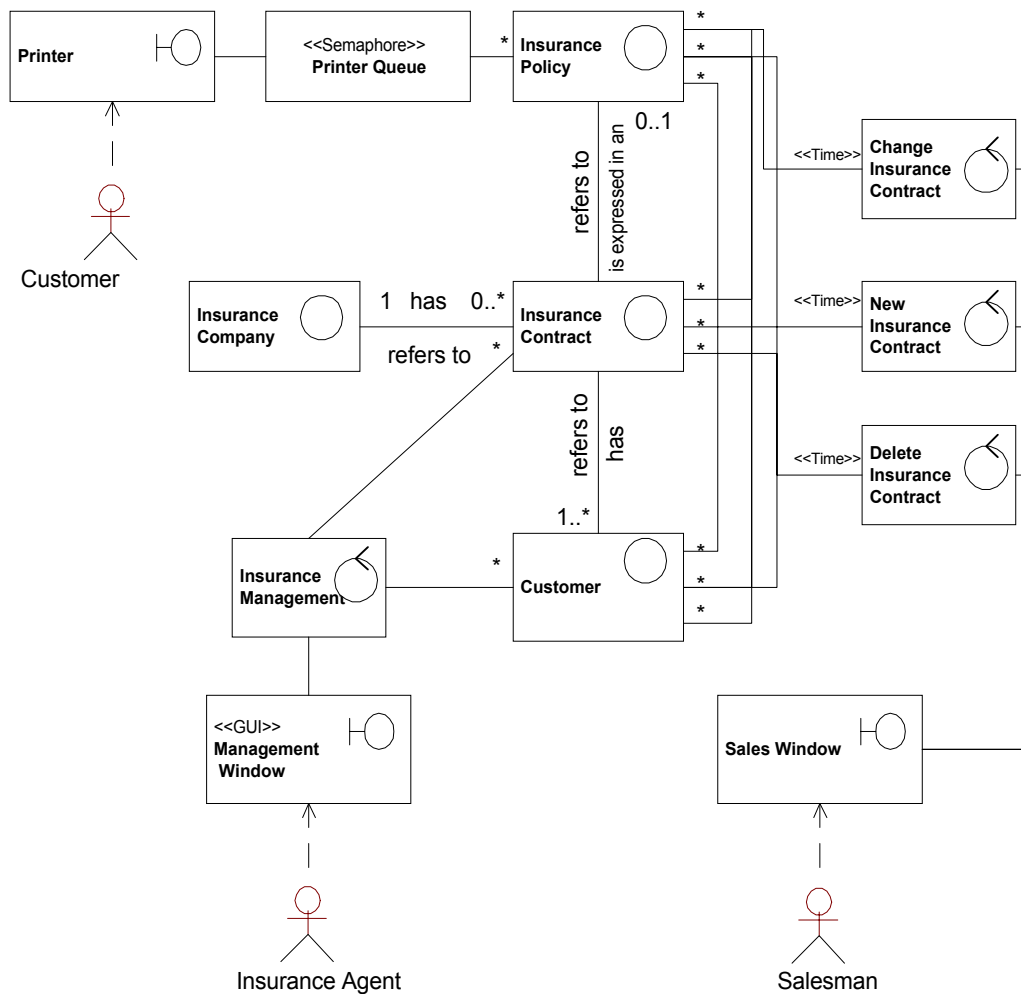 Printer
<<Semaphore>>
Printer Queue
*
Insurance
Policy
*
*
*
0..1
refers to
is expressed in an
<<Time>>
Change
Insurance
Contract
Customer
Insurance
Company
1 has 0..*
refers to *
Insurance
Contract
*
*
*
<<Time>>
New
Insurance
Contract
refers to
has
1..*
<<Time>>
Delete
Insurance
Contract
Insurance
Management
*
Customer
*
*
*
<<GUI>>
Management
Window
Sales Window
Insurance Agent
Salesman